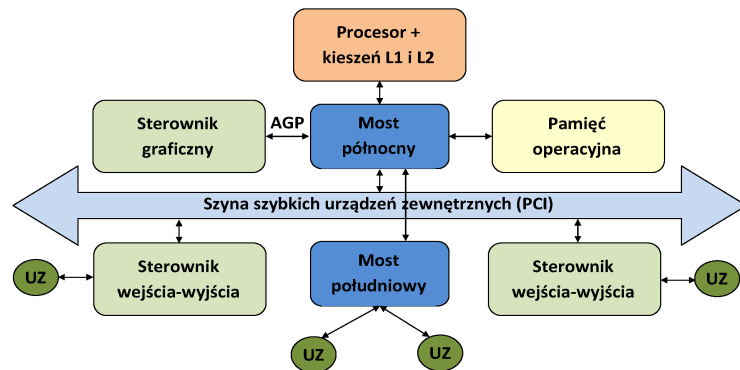 Procesor +
kieszeń L1 i L2
Sterownik
graficzny
AGP
Most
północny
Pamięć
operacyjna
Szyna szybkich urządzeń zewnętrznych (PCI)
UZ
Sterownik
wejścia-wyjścia
Most
południowy
Sterownik
wejścia-wyjścia
UZ
UZ
UZ